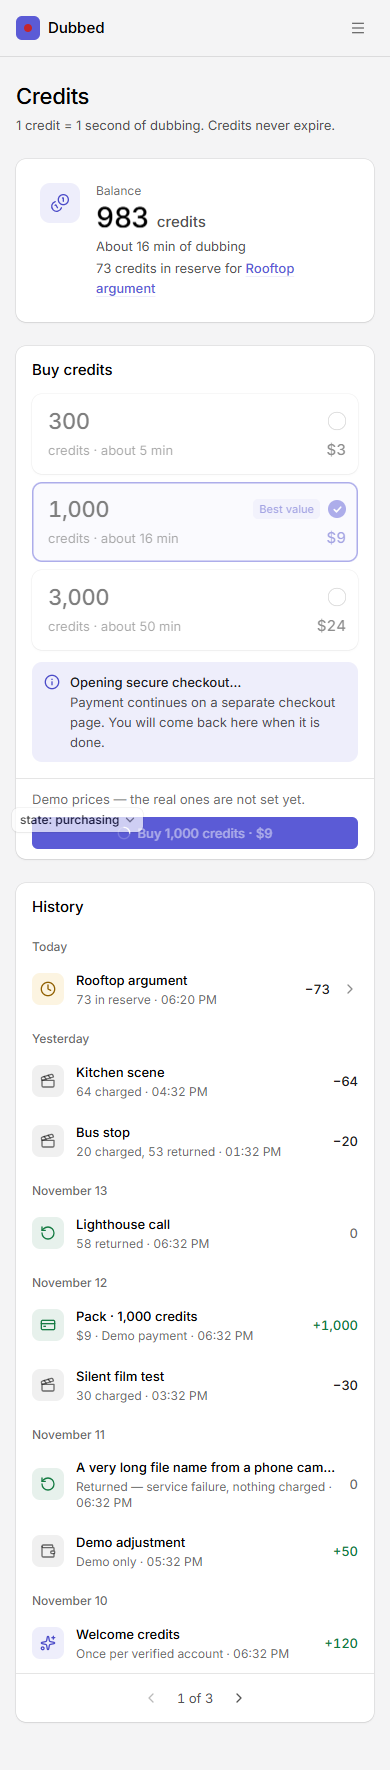 Dubbed
Credits
1 credit = 1 second of dubbing. Credits never expire.
Balance
983 credits
About 16 min of dubbing
73 credits in reserve for Rooftop
argument
Buy credits
300
credits · about 5 min
$3
1,000
Best value
credits · about 16 min
$9
3,000
credits · about 50 min
$24
Opening secure checkout...
Payment continues on a separate checkout
page. You will come back here when it is
done.
Demo prices — the real ones are not set yet.
state: purchasing
Buy 1,000 credits · $9
History
Today
Rooftop argument
73 in reserve · 06:20 PM
−73
Yesterday
Kitchen scene
64 charged · 04:32 PM
−64
Bus stop
20 charged, 53 returned · 01:32 PM
−20
November 13
Lighthouse call
58 returned · 06:32 PM
0
November 12
Pack · 1,000 credits
$9 · Demo payment · 06:32 PM
+1,000
Silent film test
30 charged · 03:32 PM
−30
November 11
A very long file name from a phone cam...
Returned — service failure, nothing charged ·
06:32 PM
0
Demo adjustment
Demo only · 05:32 PM
+50
November 10
Welcome credits
Once per verified account · 06:32 PM
+120
1 of 3